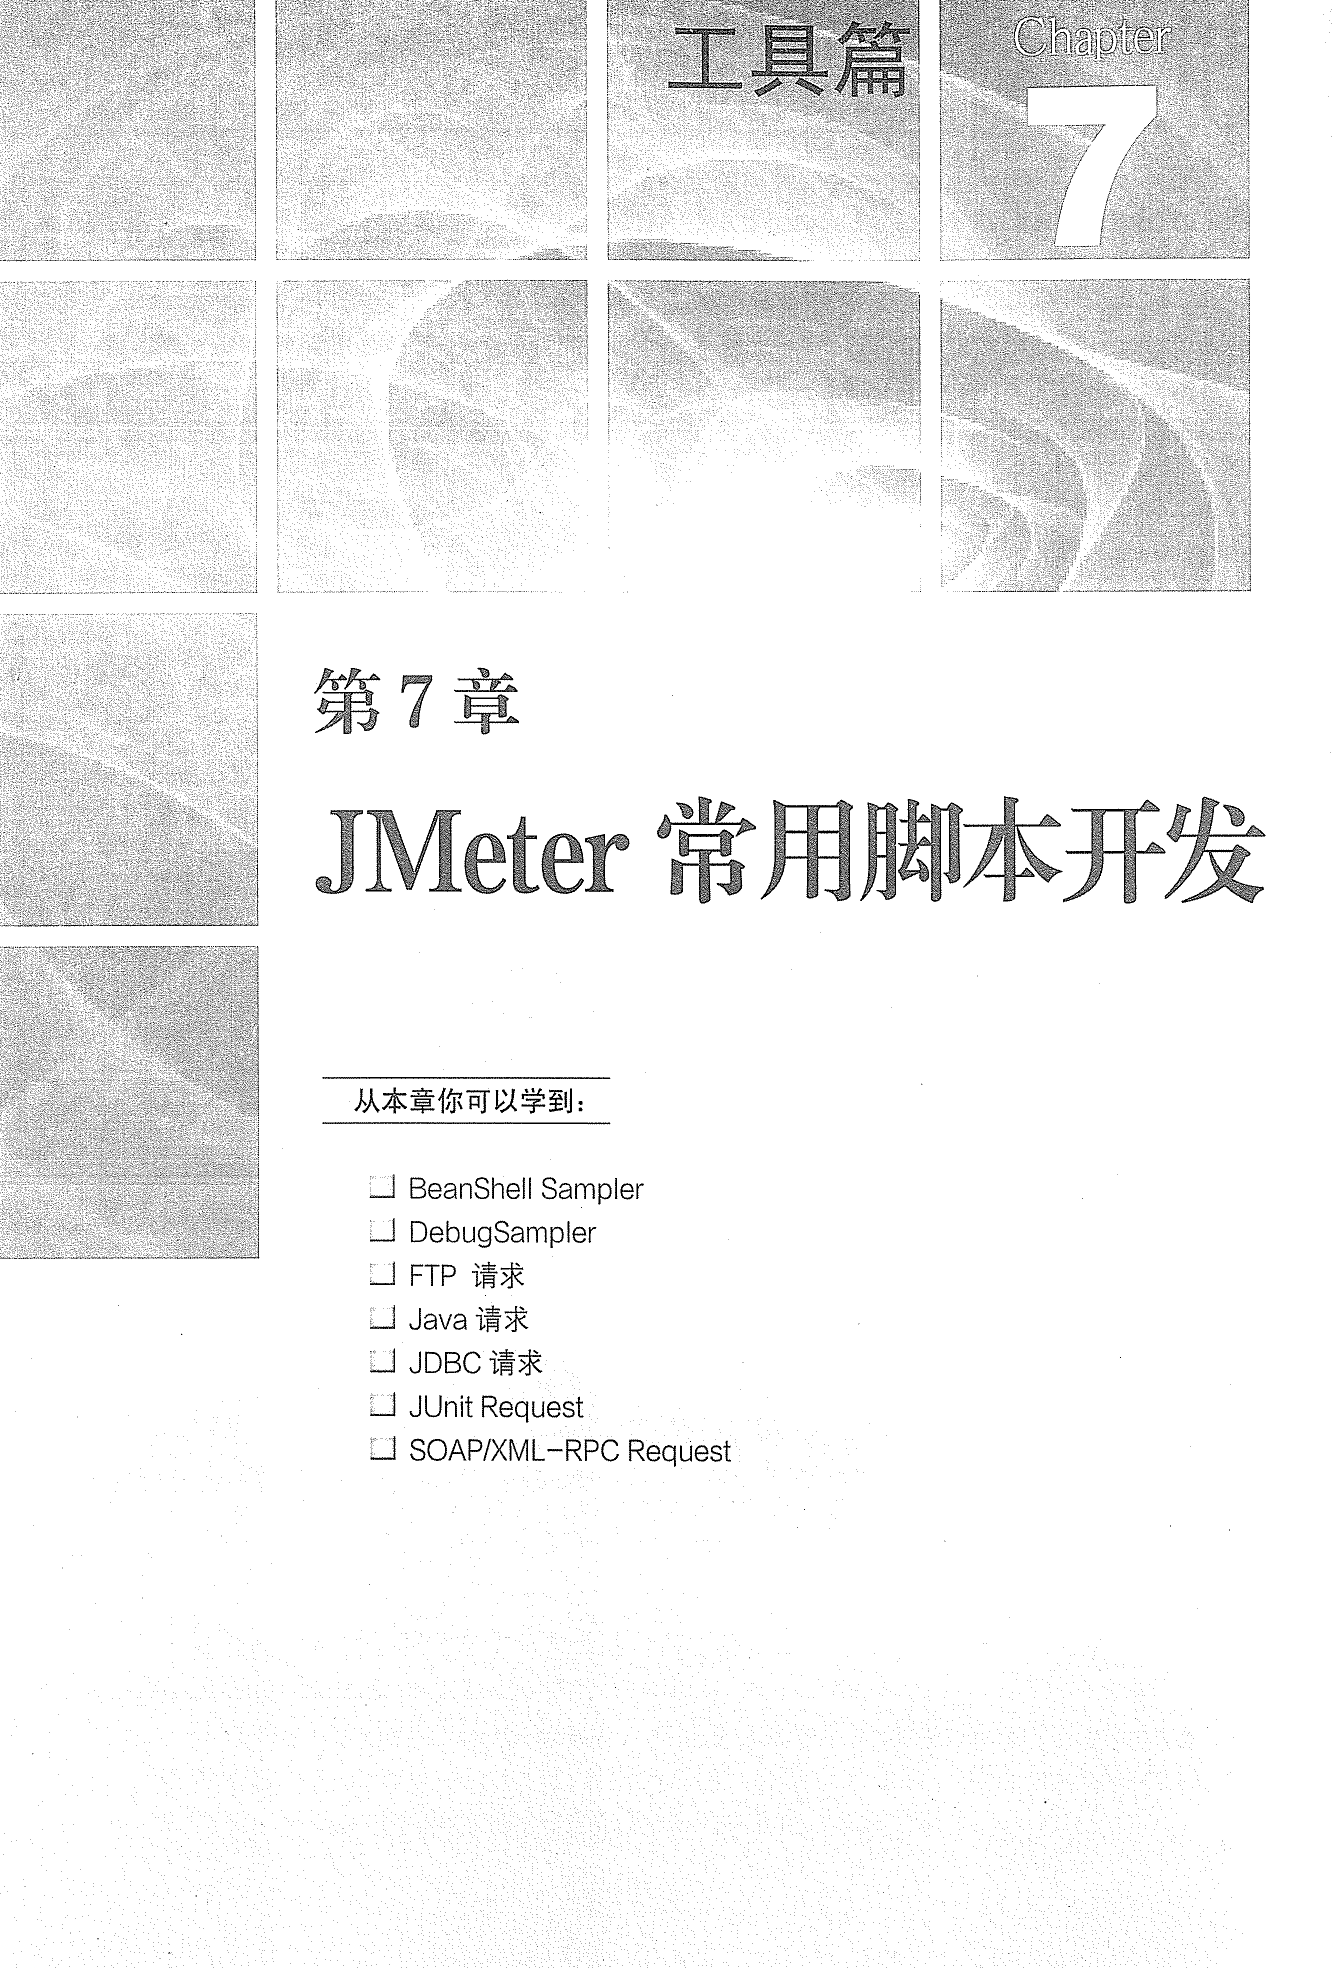 工具篇
Chapter
7
第7章
JMeter 常用脚本开发
从本章你可以学到：
BeanShell Sampler
DebugSampler
FTP 请求
Java 请求
JDBC 请求
JUnit Request
SOAP/XML-RPC Request